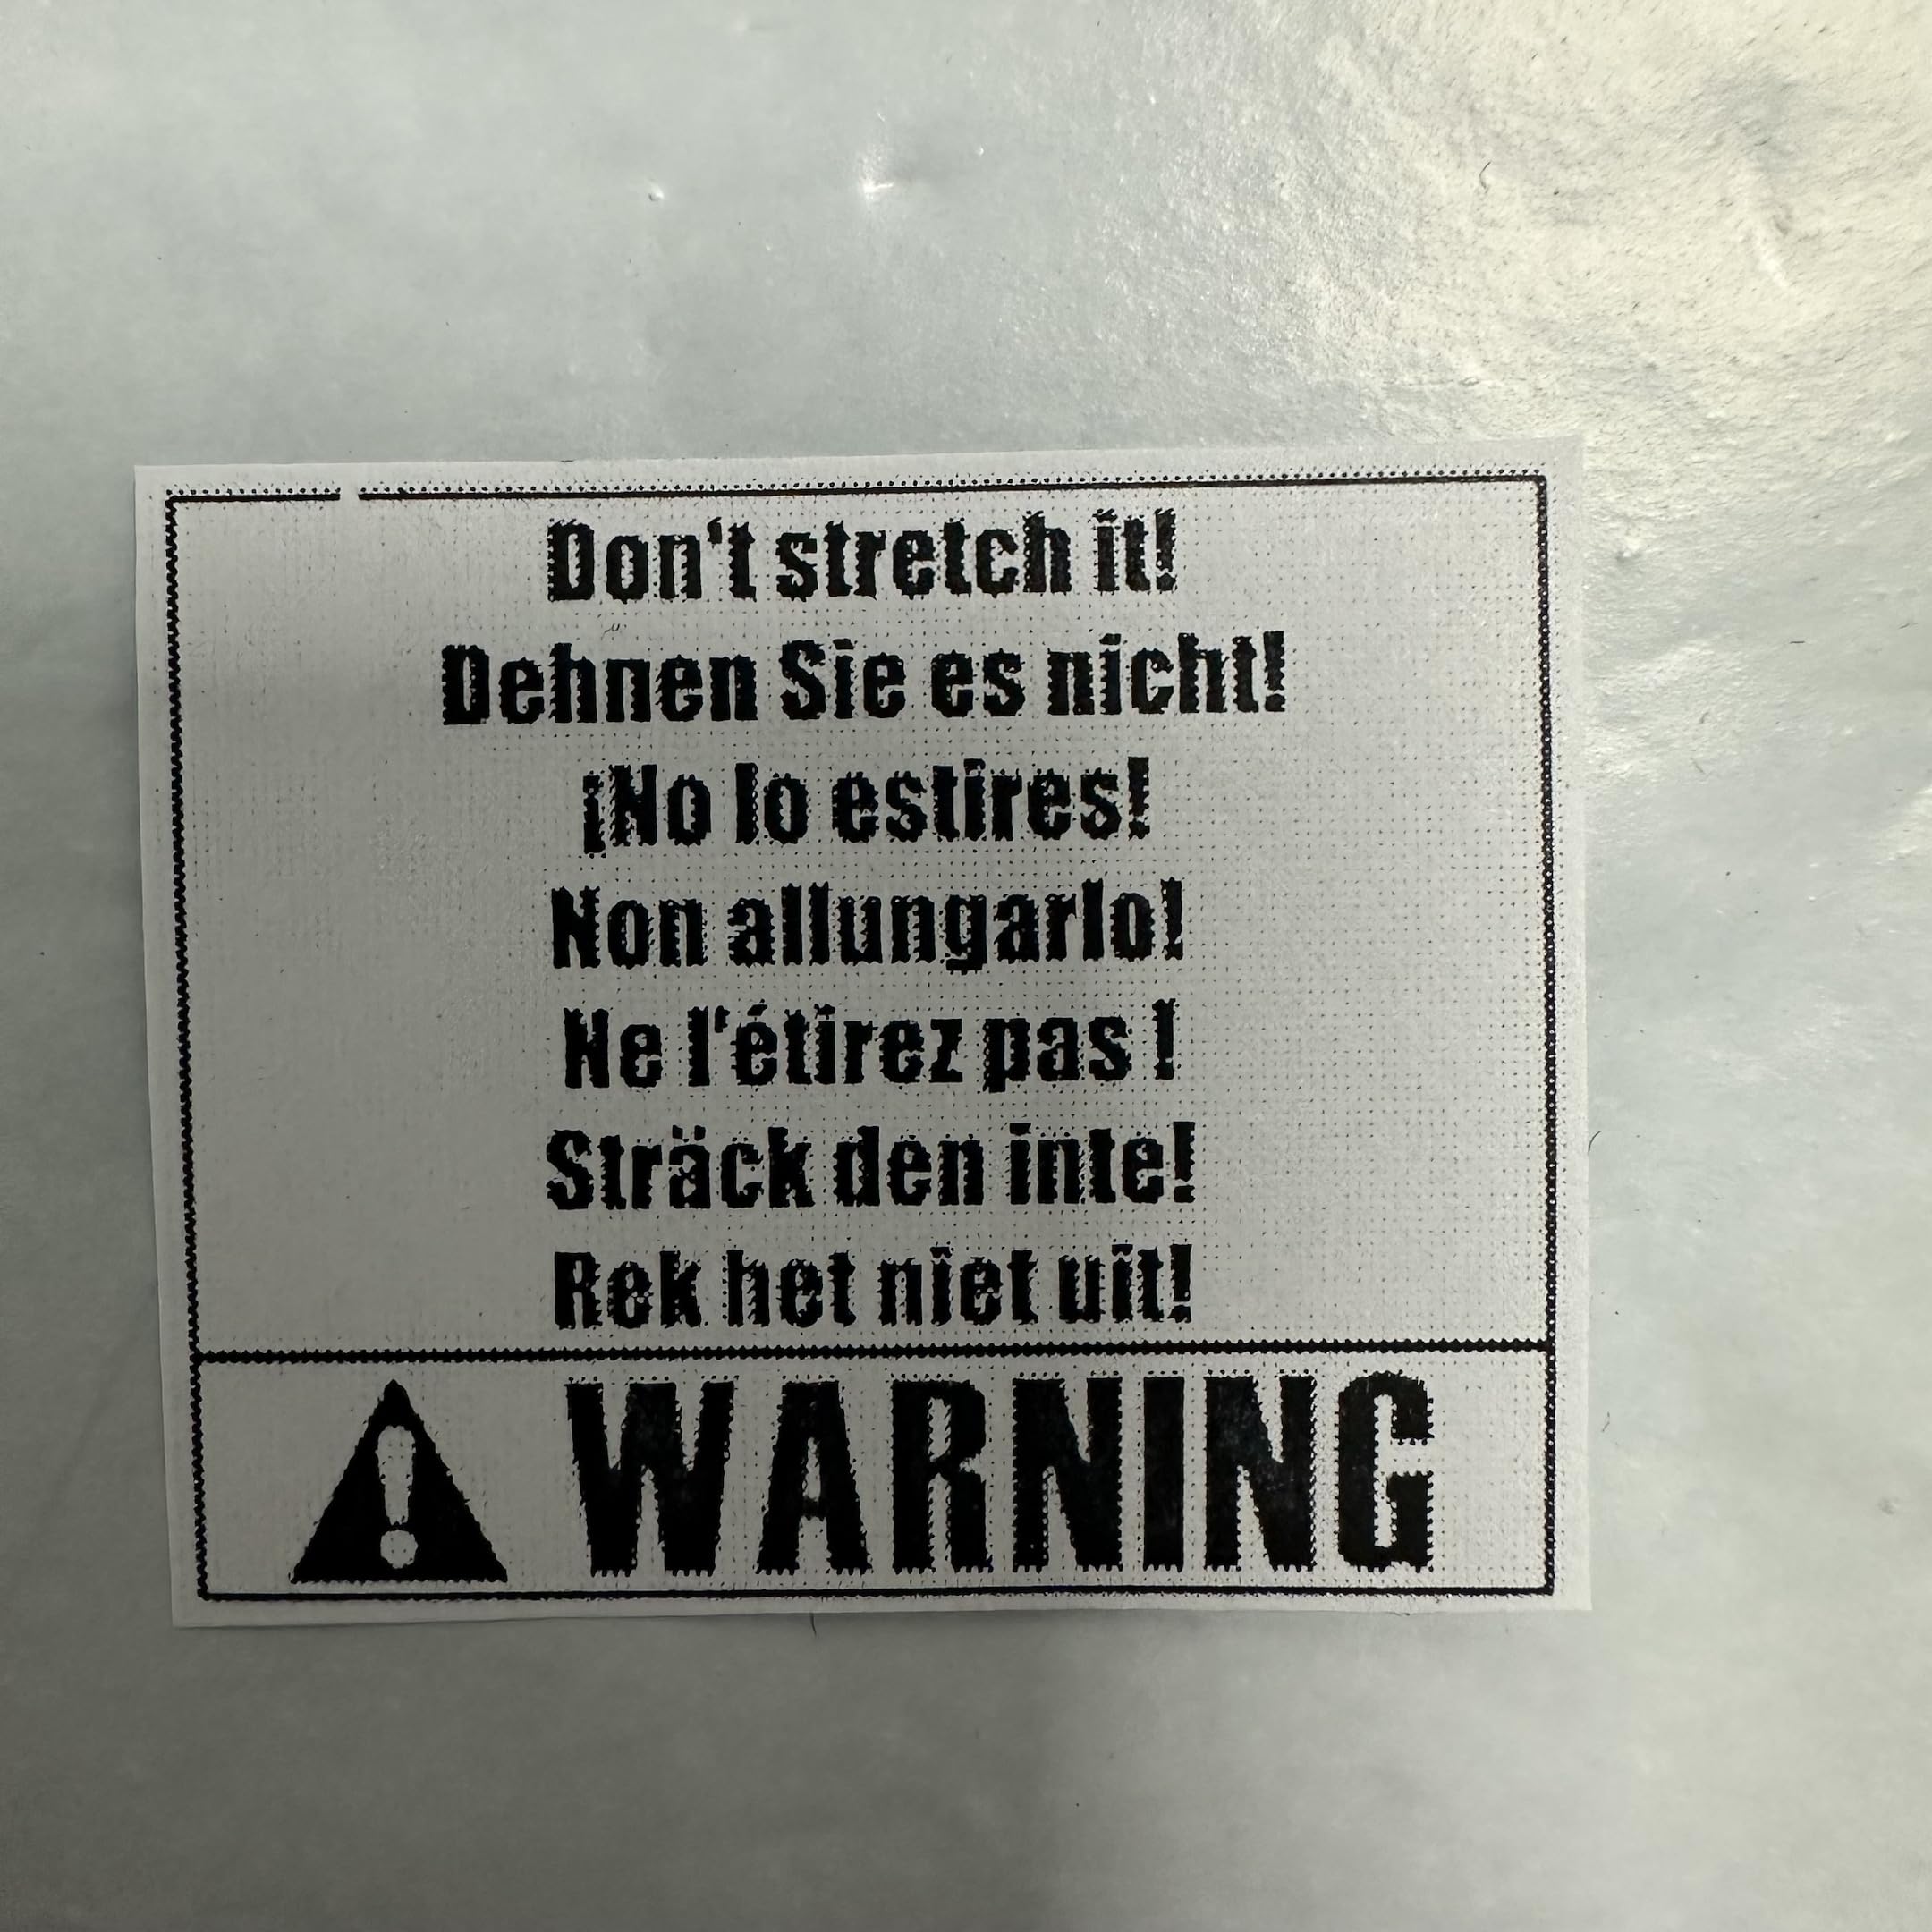 Don't stretch it!
Dehnen Sie es nicht!
¡No lo estires!
Non allungarlo!
Ne l'étirez pas !
Sträck den inte!
Rek het niet uit!
WARNING